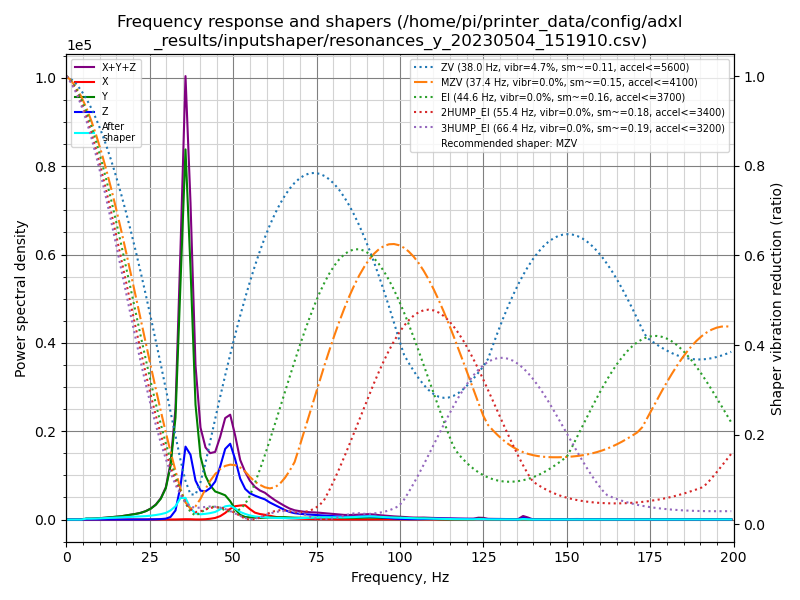 Frequency response and shapers (/home/pi/printer_data/config/adxl
_results/inputshaper/resonances_y_20230504_151910.csv)
1e5
X+Y+Z
X
Y
Z
After
shaper
ZV (38.0 Hz, vibr=4.7%, sm~=0.11, accel<=5600)
MZV (37.4 Hz, vibr=0.0%, sm~=0.15, accel<=4100)
EI (44.6 Hz, vibr=0.0%, sm~=0.16, accel<=3700)
2HUMP_EI (55.4 Hz, vibr=0.0%, sm~=0.18, accel<=3400)
3HUMP_EI (66.4 Hz, vibr=0.0%, sm~=0.19, accel<=3200)
Recommended shaper: MZV
Power spectral density
1.0
0.8
0.6
0.4
0.2
0.0
1.0
0.8
0.6
0.4
0.2
0.0
Shaper vibration reduction (ratio)
0 25 50 75 100 125 150 175 200
Frequency, Hz